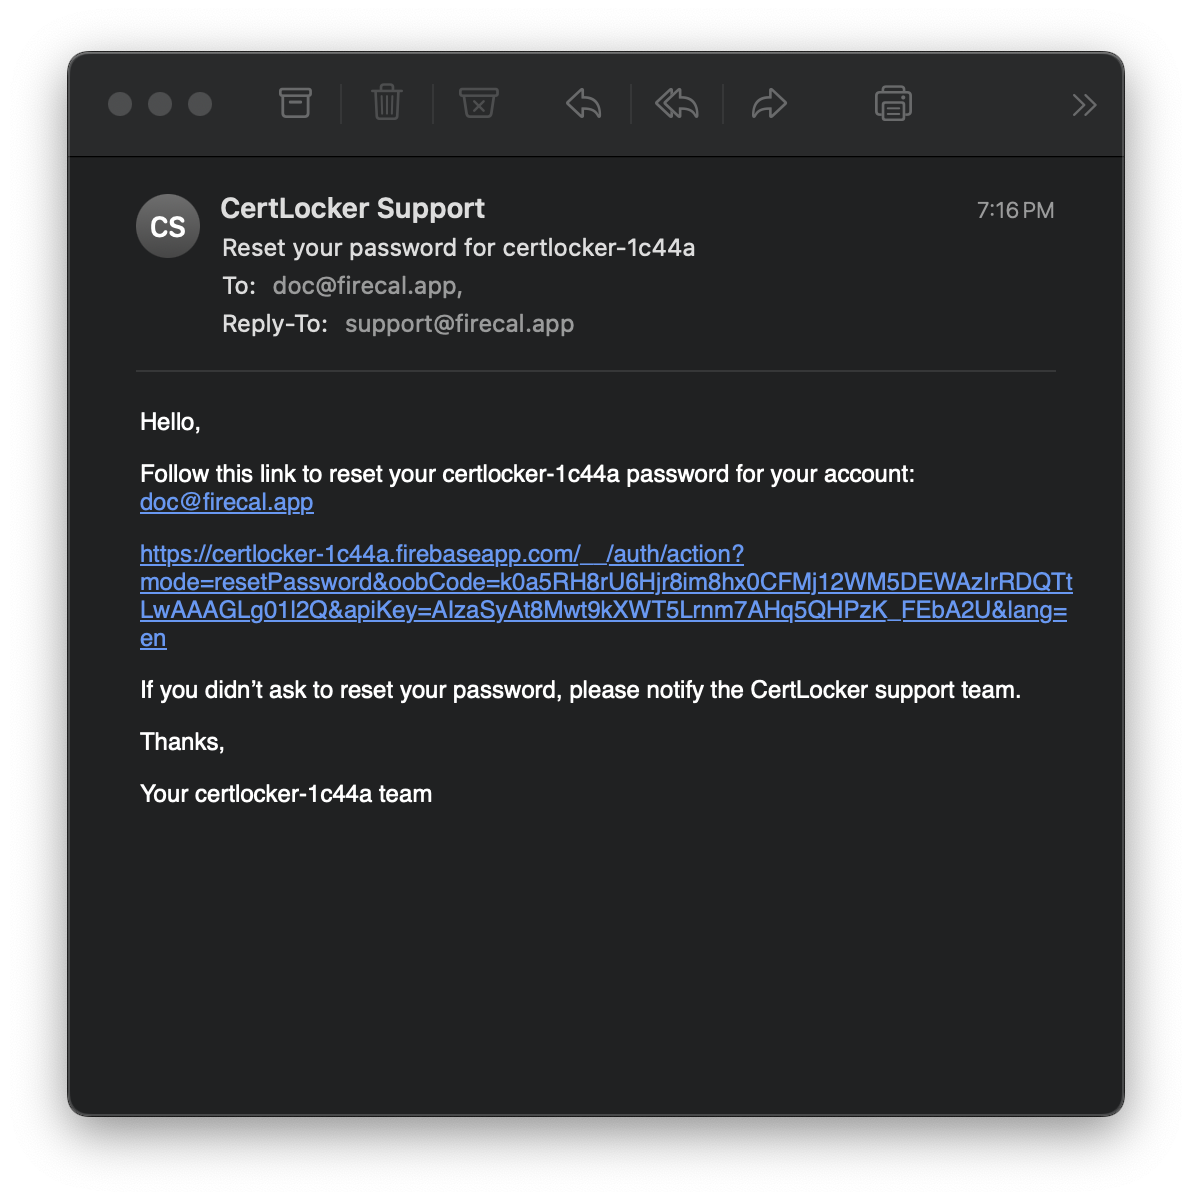 CS
CertLocker Support
7:16 PM
Reset your password for certlocker-1c44a
To: doc@firecal.app,
Reply-To: support@firecal.app
Hello,
Follow this link to reset your certlocker-1c44a password for your account:
doc@firecal.app
https://certlocker-1c44a.firebaseapp.com/__/auth/action?
mode=resetPassword&oobCode=k0a5RH8rU6Hjr8im8hx0CFMj12WM5DEWAzIrRDQTt
LwAAAGLg01l2Q&apiKey=AIzaSyAt8Mwt9kXWT5Lrnm7AHq5QHPzK_FEbA2U&lang=
en
If you didn’t ask to reset your password, please notify the CertLocker support team.
Thanks,
Your certlocker-1c44a team